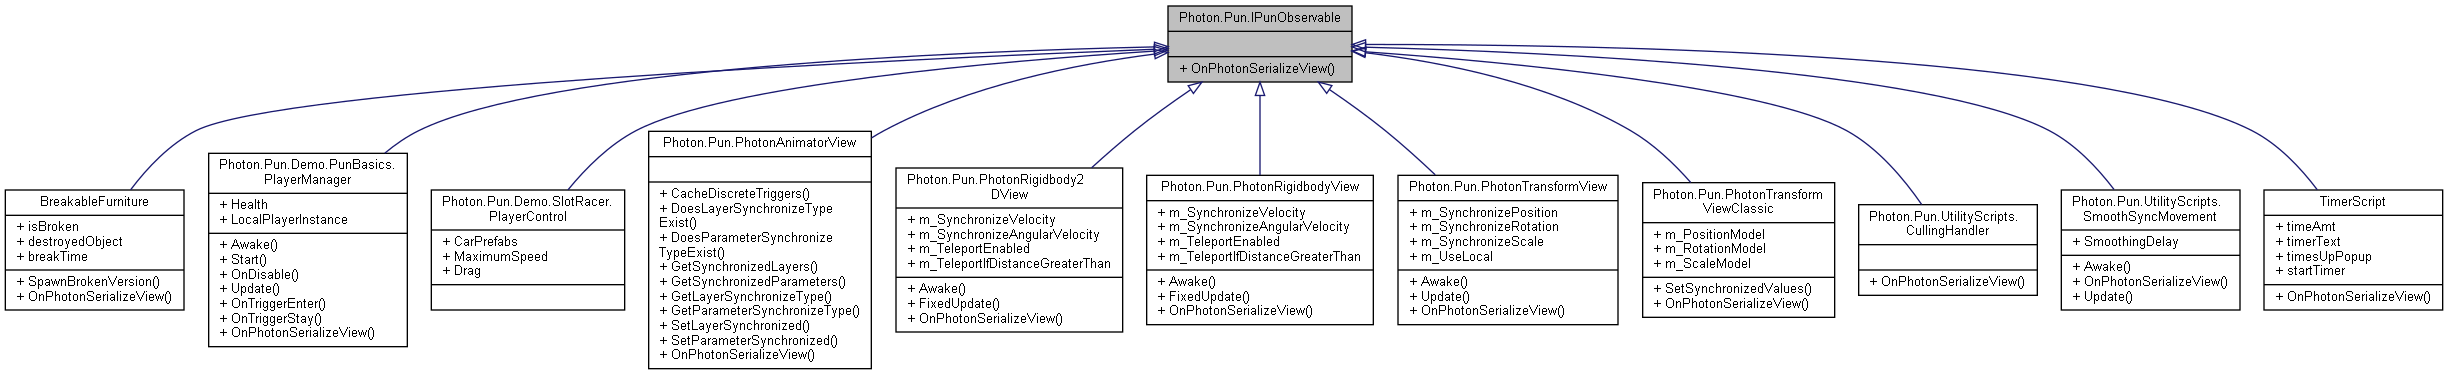 Photon.Pun.IPunObservable
+ OnPhotonSerializeView()
BreakableFurniture
+ isBroken
+ destroyedObject
+ breakTime
+ SpawnBrokenVersion()
+ OnPhotonSerializeView()
Photon.Pun.Demo.PunBasics.
PlayerManager
+ Health
+ LocalPlayerInstance
+ Awake()
+ Start()
+ OnDisable()
+ Update()
+ OnTriggerEnter()
+ OnTriggerStay()
+ OnPhotonSerializeView()
Photon.Pun.Demo.SlotRacer.
PlayerControl
+ CarPrefabs
+ MaximumSpeed
+ Drag
Photon.Pun.PhotonAnimatorView
+ CacheDiscreteTriggers()
+ DoesLayerSynchronizeType
Exist()
+ DoesParameterSynchronize
TypeExist()
+ GetSynchronizedLayers()
+ GetSynchronizedParameters()
+ GetLayerSynchronizeType()
+ GetParameterSynchronizeType()
+ SetLayerSynchronized()
+ SetParameterSynchronized()
+ OnPhotonSerializeView()
Photon.Pun.PhotonRigidbody2
DView
+ m_SynchronizeVelocity
+ m_SynchronizeAngularVelocity
+ m_TeleportEnabled
+ m_TeleportIfDistanceGreaterThan
+ Awake()
+ FixedUpdate()
+ OnPhotonSerializeView()
Photon.Pun.PhotonRigidbodyView
+ m_SynchronizeVelocity
+ m_SynchronizeAngularVelocity
+ m_TeleportEnabled
+ m_TeleportIfDistanceGreaterThan
+ Awake()
+ FixedUpdate()
+ OnPhotonSerializeView()
Photon.Pun.PhotonTransformView
+ m_SynchronizePosition
+ m_SynchronizeRotation
+ m_SynchronizeScale
+ m_UseLocal
+ Awake()
+ Update()
+ OnPhotonSerializeView()
Photon.Pun.PhotonTransform
ViewClassic
+ m_PositionModel
+ m_RotationModel
+ m_ScaleModel
+ SetSynchronizedValues()
+ OnPhotonSerializeView()
Photon.Pun.UtilityScripts.
CullingHandler
+ OnPhotonSerializeView()
Photon.Pun.UtilityScripts.
SmoothSyncMovement
+ SmoothingDelay
+ Awake()
+ OnPhotonSerializeView()
+ Update()
TimerScript
+ timeAmt
+ timerText
+ timesUpPopup
+ startTimer
+ OnPhotonSerializeView()